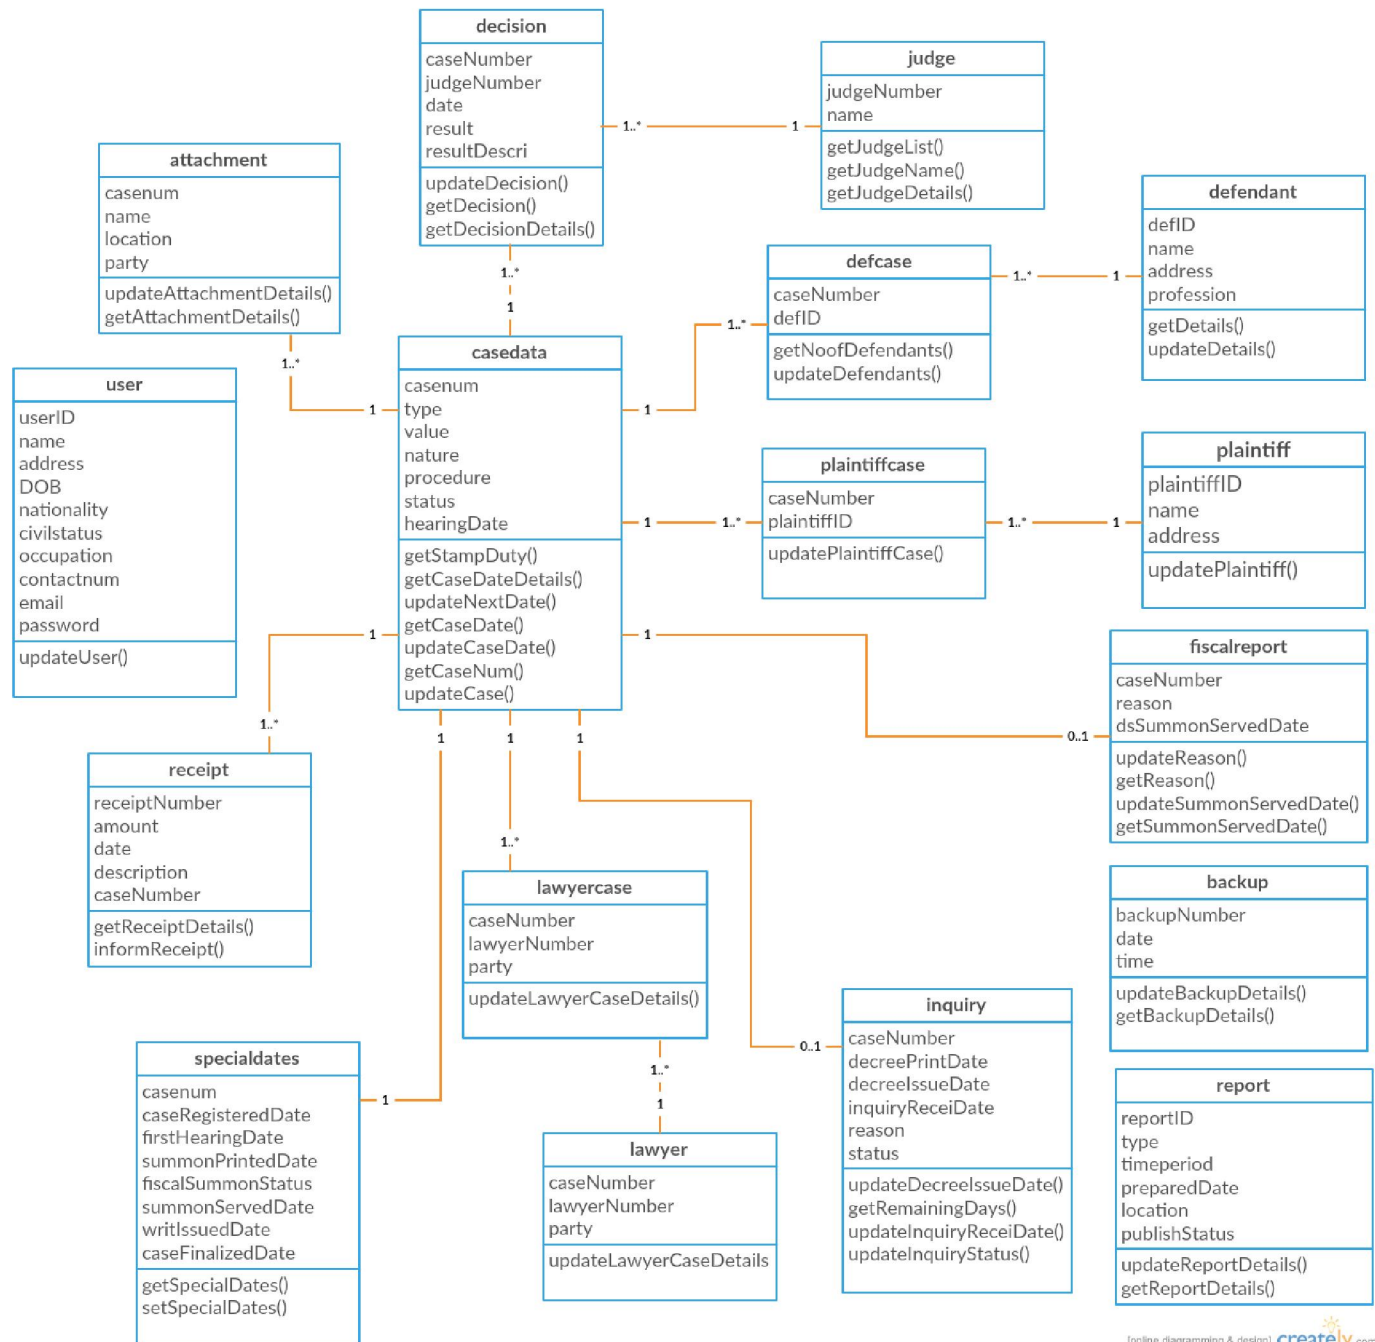 decision
caseNumber
judgeNumber
date
result
resultDescri
updateDecision()
getDecision()
getDecisionDetails()
judge
judgeNumber
name
getJudgeList()
getJudgeName()
getJudgeDetails()
1..*
1
attachment
casenum
name
location
party
updateAttachmentDetails()
getAttachmentDetails()
defendant
defID
name
address
profession
getDetails()
updateDetails()
defcase
caseNumber
defID
getNoofDefendants()
updateDefendants()
1..*
1
1..*
1
1..*
1
1..*
1
casedata
casenum
type
value
nature
procedure
status
hearingDate
getStampDuty()
getCaseDateDetails()
updateNextDate()
getCaseDate()
updateCaseDate()
getCaseNum()
updateCase()
user
userID
name
address
DOB
nationality
civilstatus
occupation
contactnum
email
password
updateUser()
plaintiffcase
caseNumber
plaintiffID
updatePlaintiffCase()
1
1..*
1..*
1
plaintiff
plaintiffID
name
address
updatePlaintiff()
1
1..*
1
0..1
fiscalreport
caseNumber
reason
dsSummonServedDate
updateReason()
getReason()
updateSummonServedDate()
getSummonServedDate()
receipt
receiptNumber
amount
date
description
caseNumber
getReceiptDetails()
informReceipt()
1
1
1
1..*
lawyercase
caseNumber
lawyerNumber
party
updateLawyerCaseDetails()
backup
backupNumber
date
time
updateBackupDetails()
getBackupDetails()
inquiry
caseNumber
decreePrintDate
decreeIssueDate
inquiryReceiDate
reason
status
updateDecreeIssueDate()
getRemainingDays()
updateInquiryReceiDate()
updateInquiryStatus()
0..1
specialdates
casenum
caseRegisteredDate
firstHearingDate
summonPrintedDate
fiscalSummonStatus
summonServedDate
writIssuedDate
caseFinalizedDate
getSpecialDates()
setSpecialDates()
1
1..*
1
lawyer
caseNumber
lawyerNumber
party
updateLawyerCaseDetails
report
reportID
type
timeperiod
preparedDate
location
publishStatus
updateReportDetails()
getReportDetails()
[online diagramming & design] creately.com